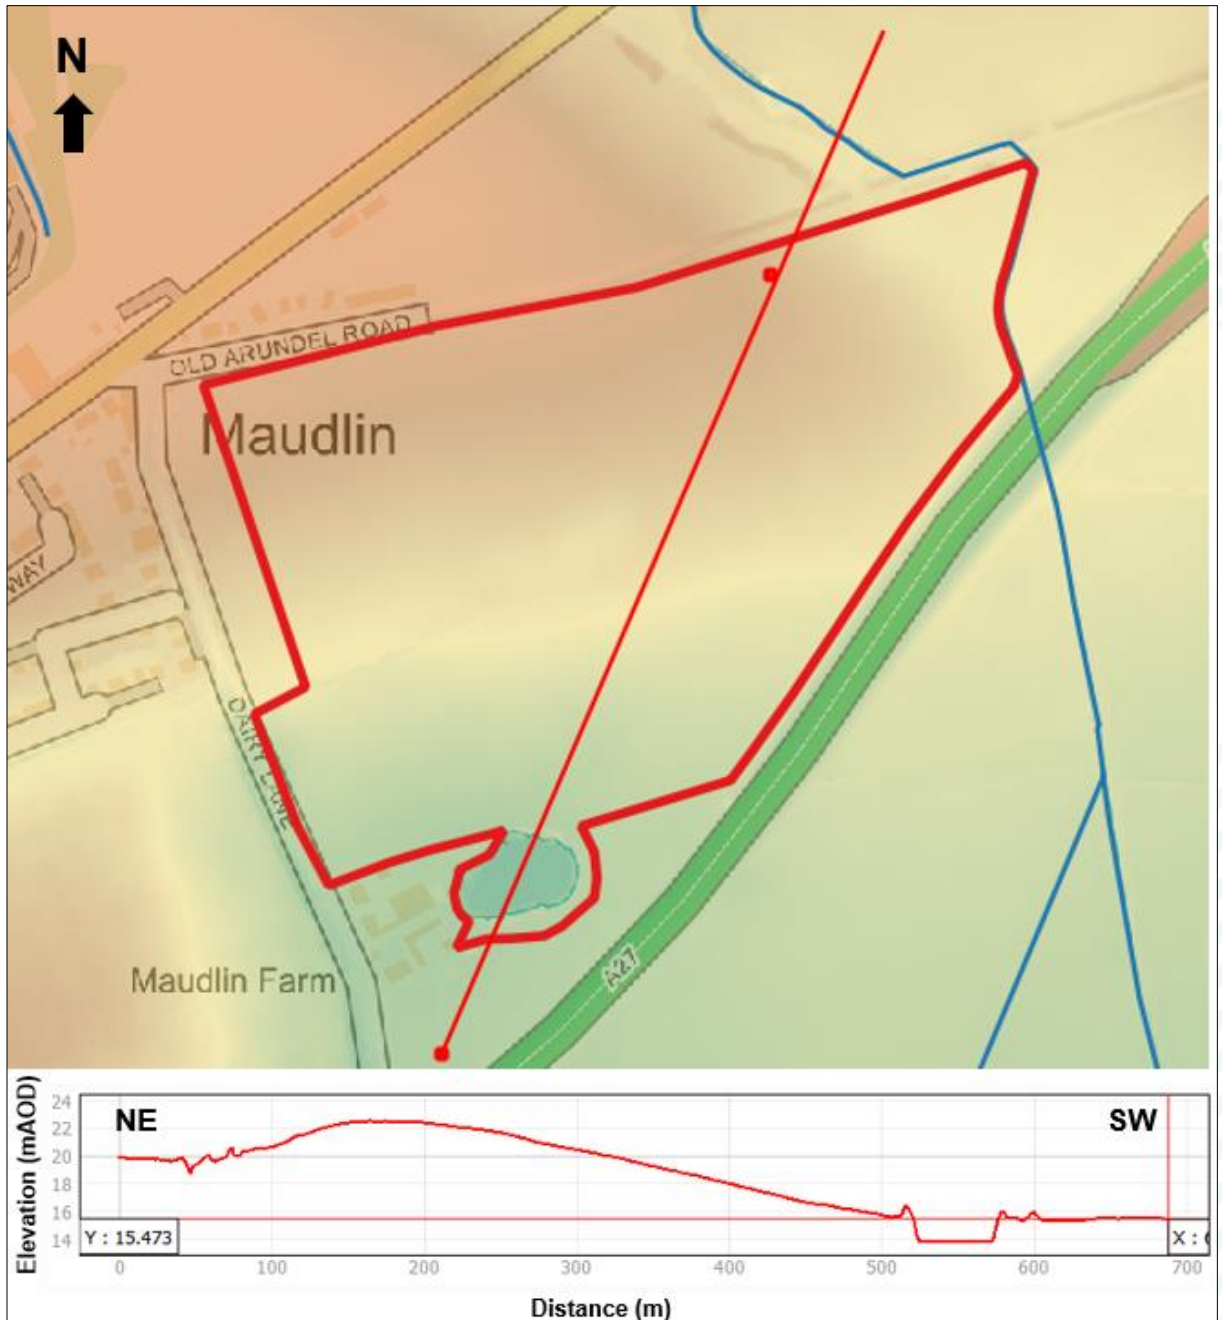 N
OLD ARUNDEL ROAD
Maudlin
WAY
DAIRY LANE
Maudlin Farm
A27
Elevation (mAOD)
24
22
20
18
16
14
NE
SW
Y : 15.473
X :
0 100 200 300 400 500 600 700
Distance (m)